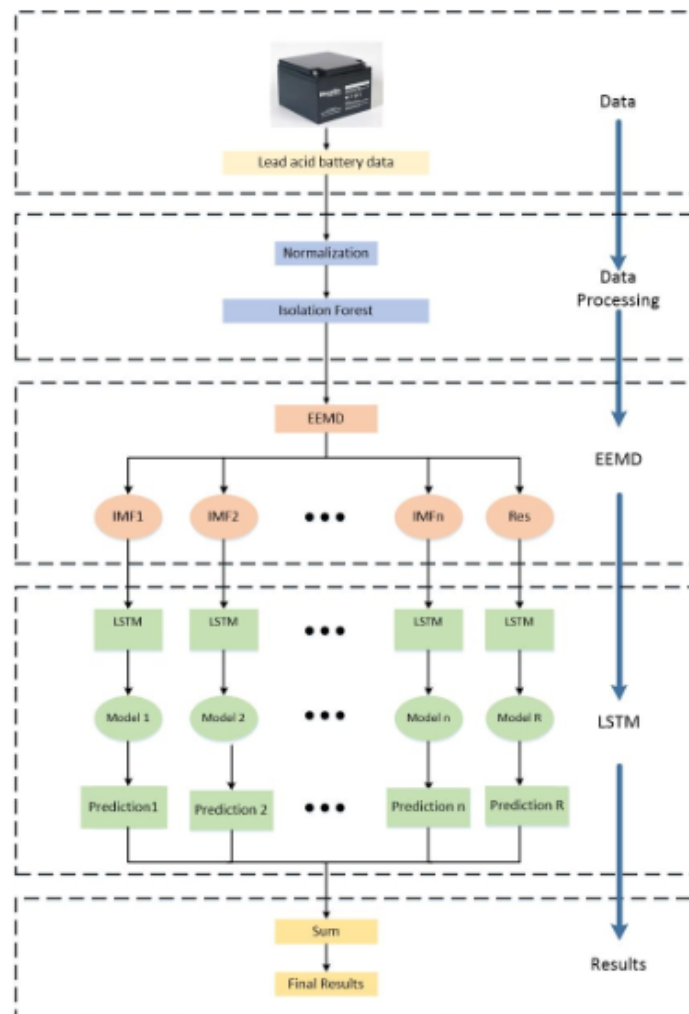 Data
Lead acid battery data
Normalization
Data
Processing
Isolation Forest
EEMD
EEMD
IMF1
IMF2
IMFn
Res
LSTM
LSTM
LSTM
LSTM
Model 1
Model 2
Model n
Model R
LSTM
Prediction1
Prediction 2
Prediction n
Prediction R
Sum
Results
Final Results